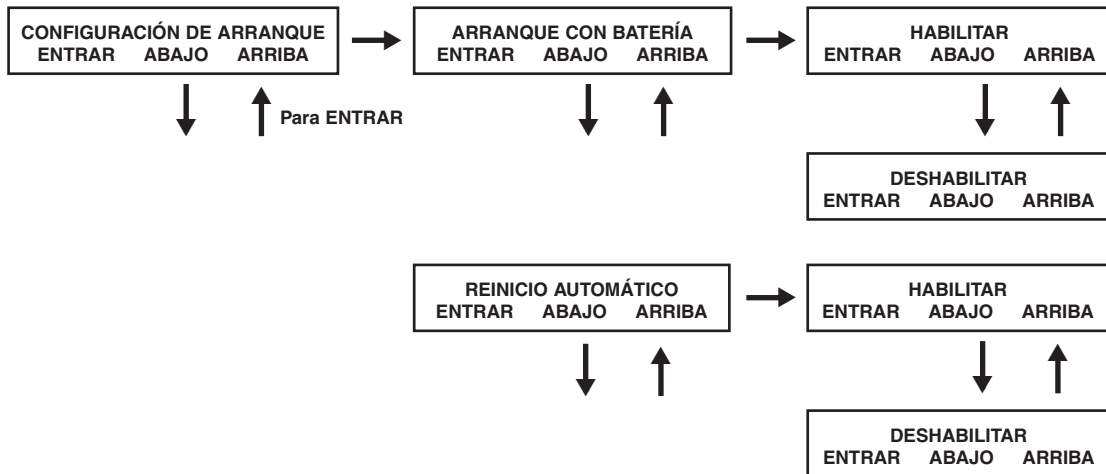 CONFIGURACIÓN DE ARRANQUE
ENTRAR ABAJO ARRIBA
ARRANQUE CON BATERÍA
ENTRAR ABAJO ARRIBA
HABILITAR
ENTRAR ABAJO ARRIBA
Para ENTRAR
DESHABILITAR
ENTRAR ABAJO ARRIBA
REINICIO AUTOMÁTICO
ENTRAR ABAJO ARRIBA
HABILITAR
ENTRAR ABAJO ARRIBA
DESHABILITAR
ENTRAR ABAJO ARRIBA